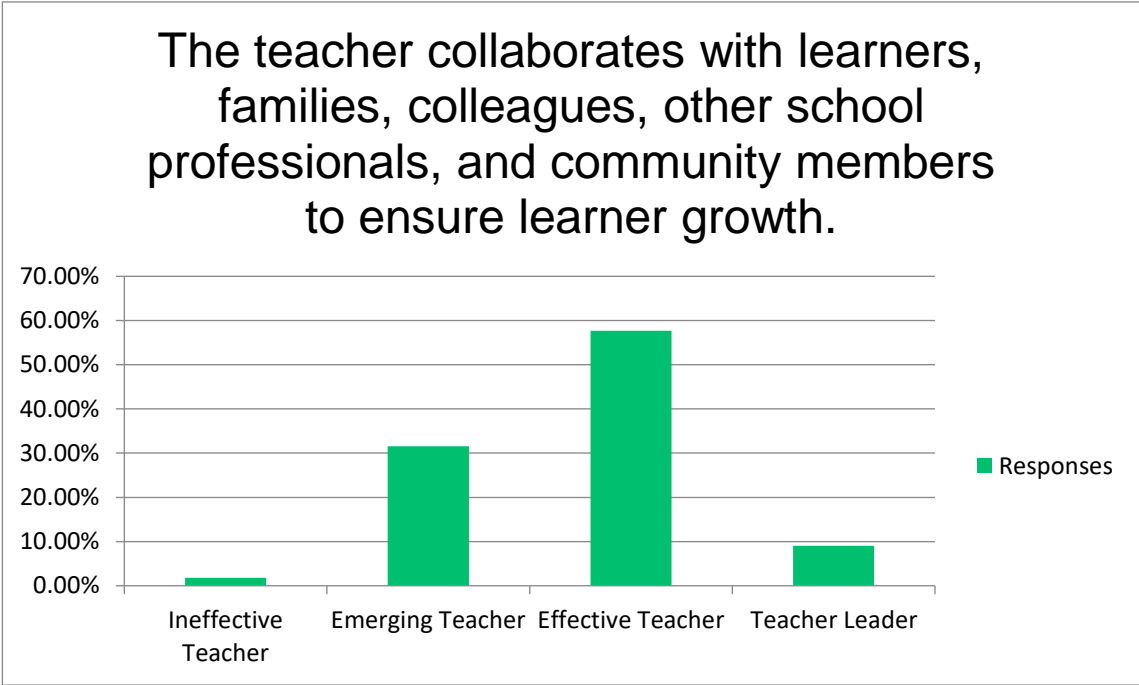 The teacher collaborates with learners,
families, colleagues, other school
professionals, and community members
to ensure learner growth.
70.00%
60.00%
50.00%
40.00%
30.00%
20.00%
10.00%
0.00%
Ineffective
Teacher
Emerging Teacher
Effective Teacher
Teacher Leader
Responses